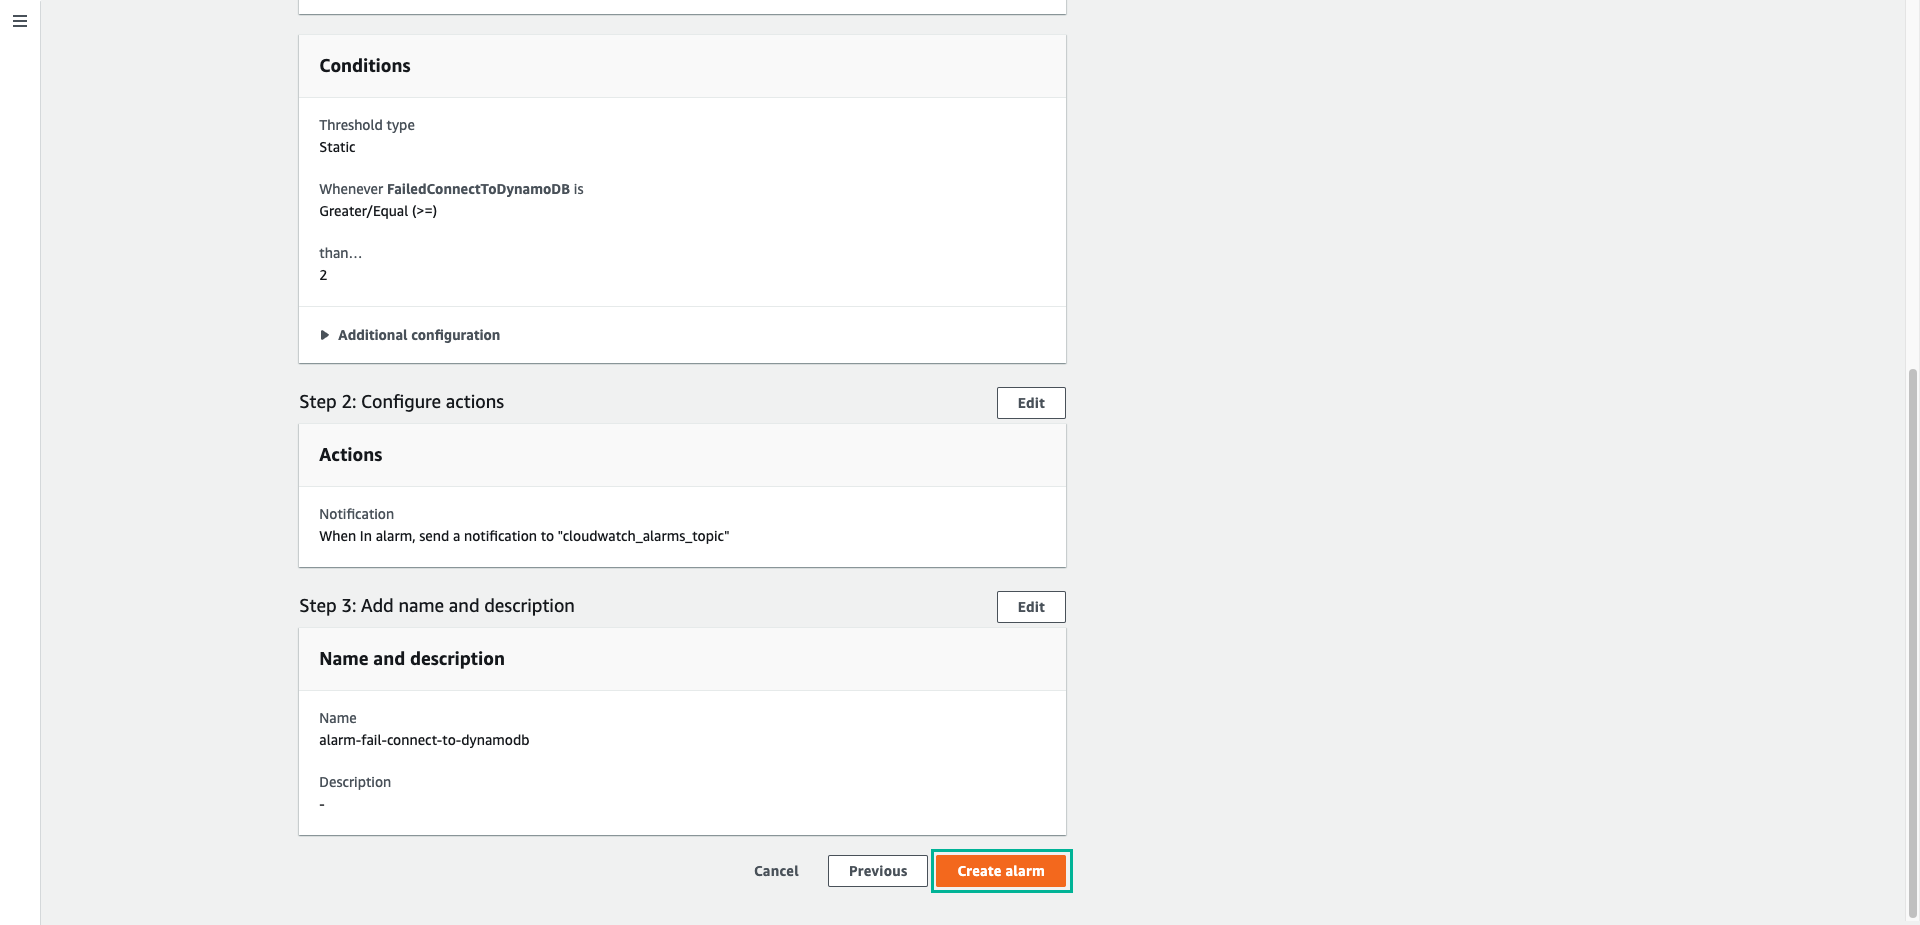 Conditions
Threshold type
Static
Whenever FailedConnectToDynamoDB is
Greater/Equal (>=)
than...
2
Additional configuration
Step 2: Configure actions
Edit
Actions
Notification
When In alarm, send a notification to "cloudwatch_alarms_topic"
Step 3: Add name and description
Edit
Name and description
Name
alarm-fail-connect-to-dynamodb
Description
-
Cancel
Previous
Create alarm